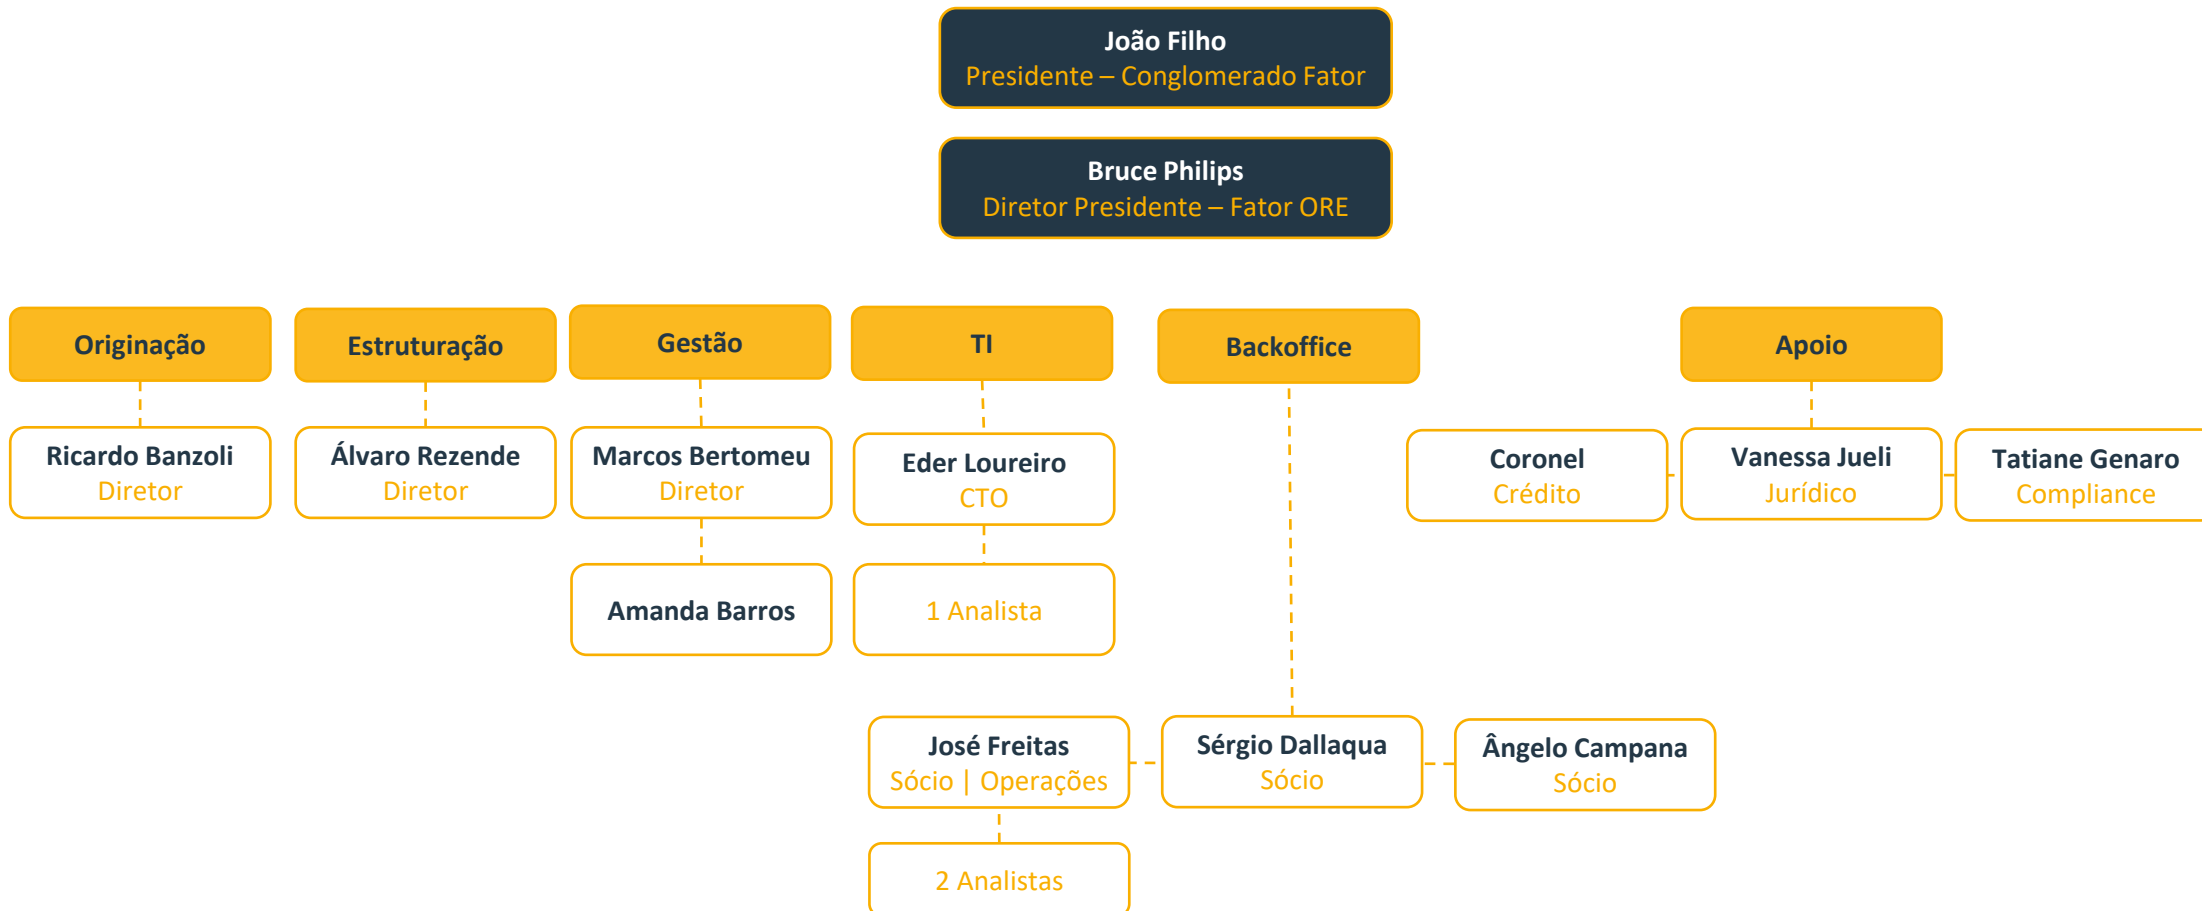 João Filho
Presidente – Conglomerado Fator
Bruce Philips
Diretor Presidente – Fator ORE
Originação
Estruturação
Gestão
TI
Backoffice
Apoio
Ricardo Banzoli
Diretor
Álvaro Rezende
Diretor
Marcos Bertomeu
Diretor
Eder Loureiro
CTO
Coronel
Crédito
Vanessa Jueli
Jurídico
Tatiane Genaro
Compliance
Amanda Barros
1 Analista
José Freitas
Sócio | Operações
Sérgio Dallaqua
Sócio
Ângelo Campana
Sócio
2 Analistas